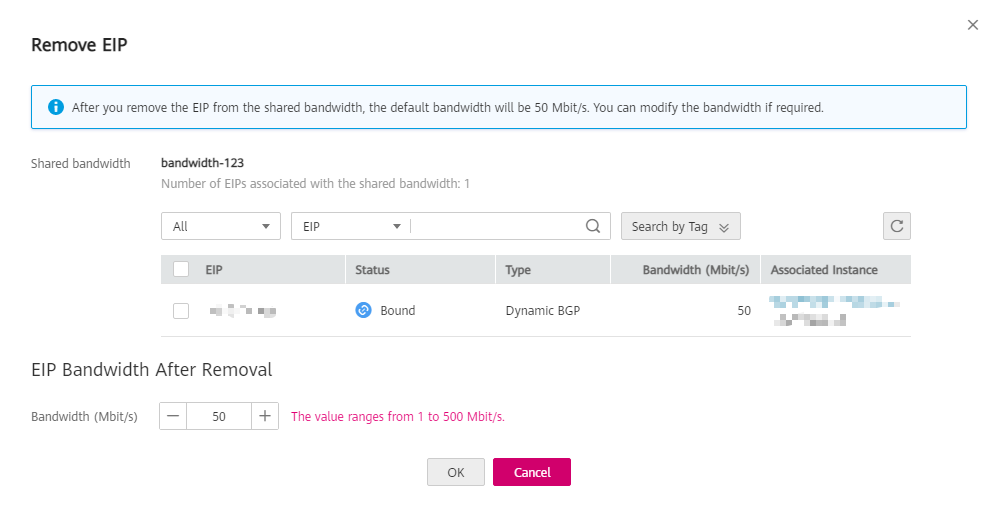 Remove EIP
After you remove the EIP from the shared bandwidth, the default bandwidth will be 50 Mbit/s. You can modify the bandwidth if required.
Shared bandwidth bandwidth-123
Number of EIPs associated with the shared bandwidth: 1
All EIP Search by Tag
EIP Status Type Bandwidth (Mbit/s) Associated Instance
Bound Dynamic BGP 50
EIP Bandwidth After Removal
Bandwidth (Mbit/s) 50 The value ranges from 1 to 500 Mbit/s.
OK Cancel